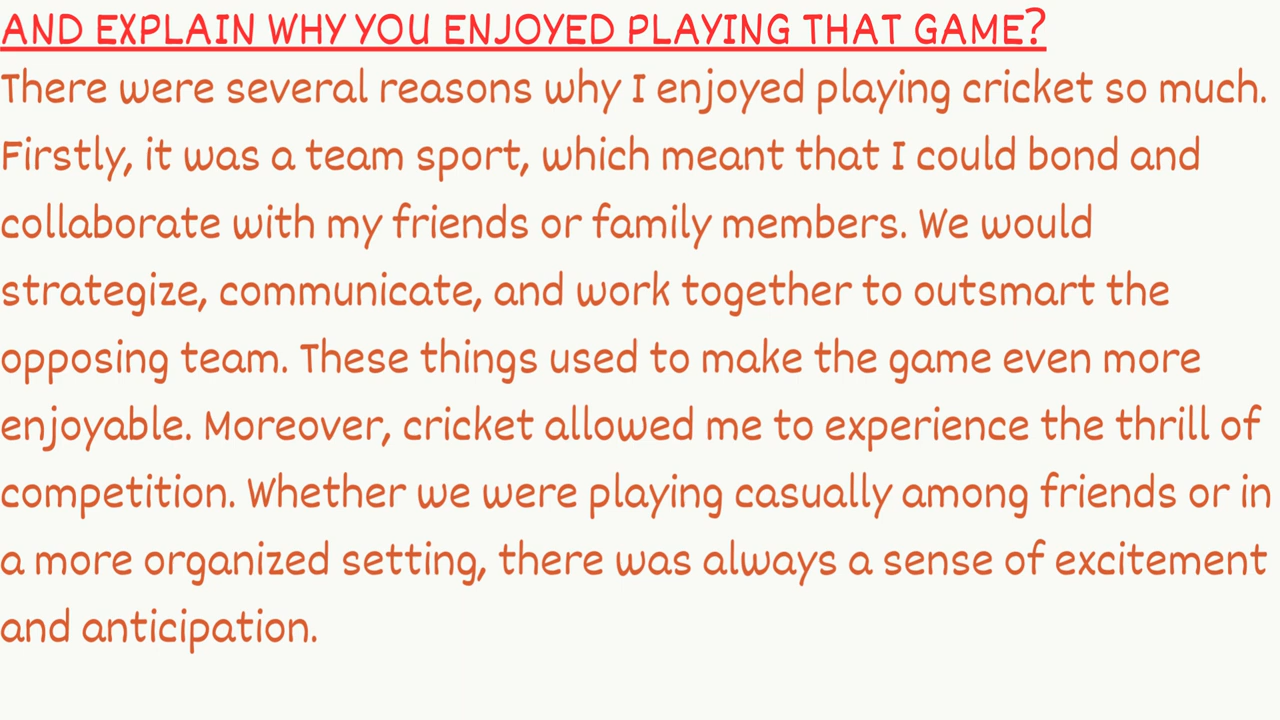 AND EXPLAIN WHY YOU ENJOYED PLAYING THAT GAME?
There were several reasons why I enjoyed playing cricket so much.
Firstly, it was a team sport, which meant that I could bond and
collaborate with my friends or family members. We would
strategize, communicate, and work together to outsmart the
opposing team. These things used to make the game even more
enjoyable. Moreover, cricket allowed me to experience the thrill of
competition. Whether we were playing casually among friends or in
a more organized setting, there was always a sense of excitement
and anticipation.